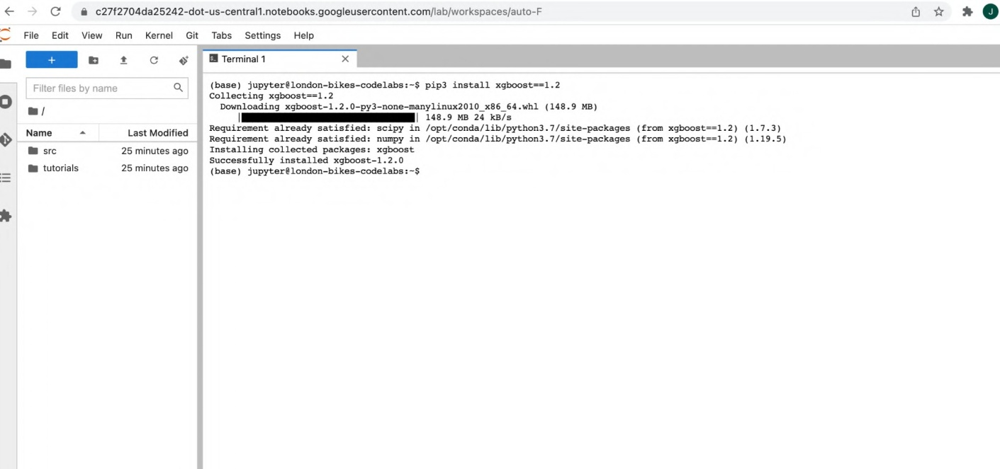 c27f2704da25242-dot-us-central1.notebooks.googleusercontent.com/lab/workspaces/auto-F
J
File Edit View Run Kernel Git Tabs Settings Help
Terminal 1
Filter files by name
/
Name Last Modified
src 25 minutes ago
tutorials 25 minutes ago
(base) jupyter@london-bikes-codelabs:~$ pip3 install xgboost==1.2
Collecting xgboost==1.2
Downloading xgboost-1.2.0-py3-none-manylinux2010_x86_64.whl (148.9 MB)
|████████████████████████████████| 148.9 MB 24 kB/s
Requirement already satisfied: scipy in /opt/conda/lib/python3.7/site-packages (from xgboost==1.2) (1.7.3)
Requirement already satisfied: numpy in /opt/conda/lib/python3.7/site-packages (from xgboost==1.2) (1.19.5)
Installing collected packages: xgboost
Successfully installed xgboost-1.2.0
(base) jupyter@london-bikes-codelabs:~$